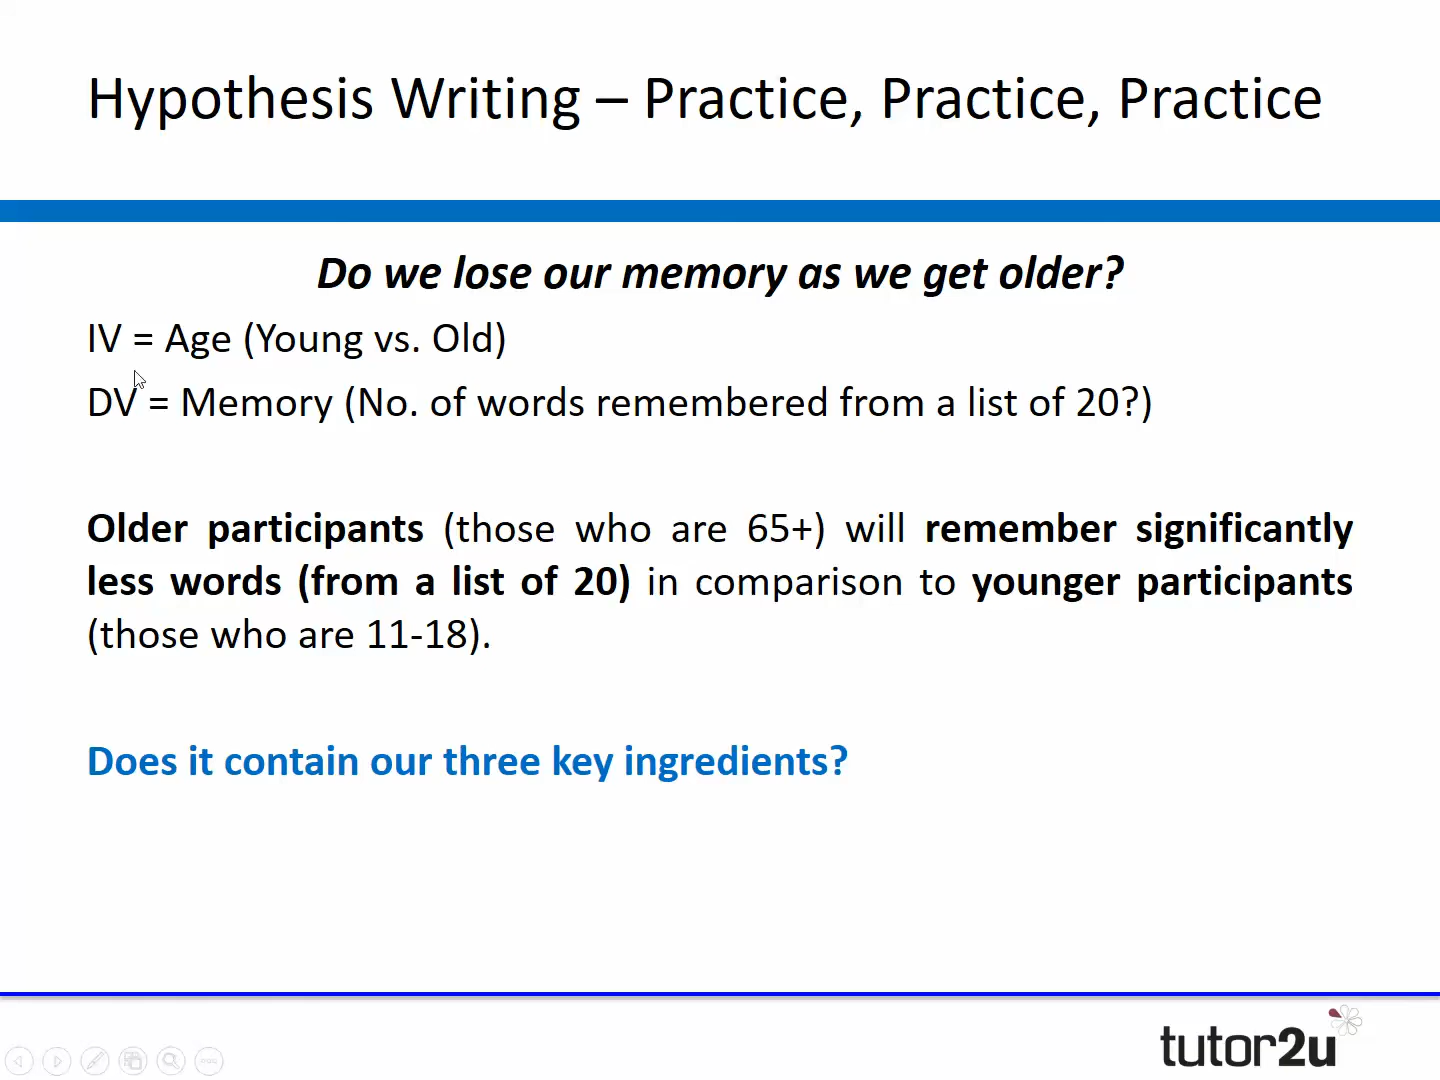 Hypothesis Writing – Practice, Practice, Practice
Do we lose our memory as we get older?
IV = Age (Young vs. Old)
DV = Memory (No. of words remembered from a list of 20?)
Older participants (those who are 65+) will remember significantly
less words (from a list of 20) in comparison to younger participants
(those who are 11-18).
Does it contain our three key ingredients?
tutor2u